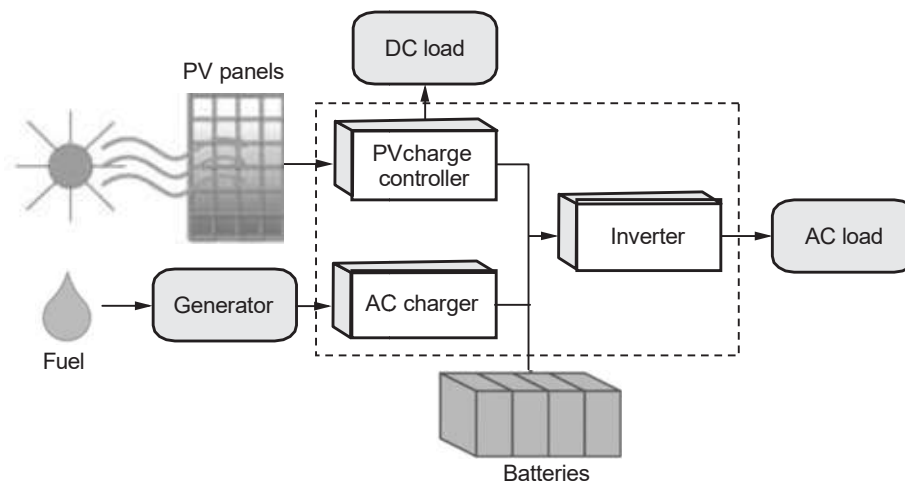 DC load
PV panels
PVcharge
controller
Inverter
AC load
Generator
AC charger
Fuel
Batteries